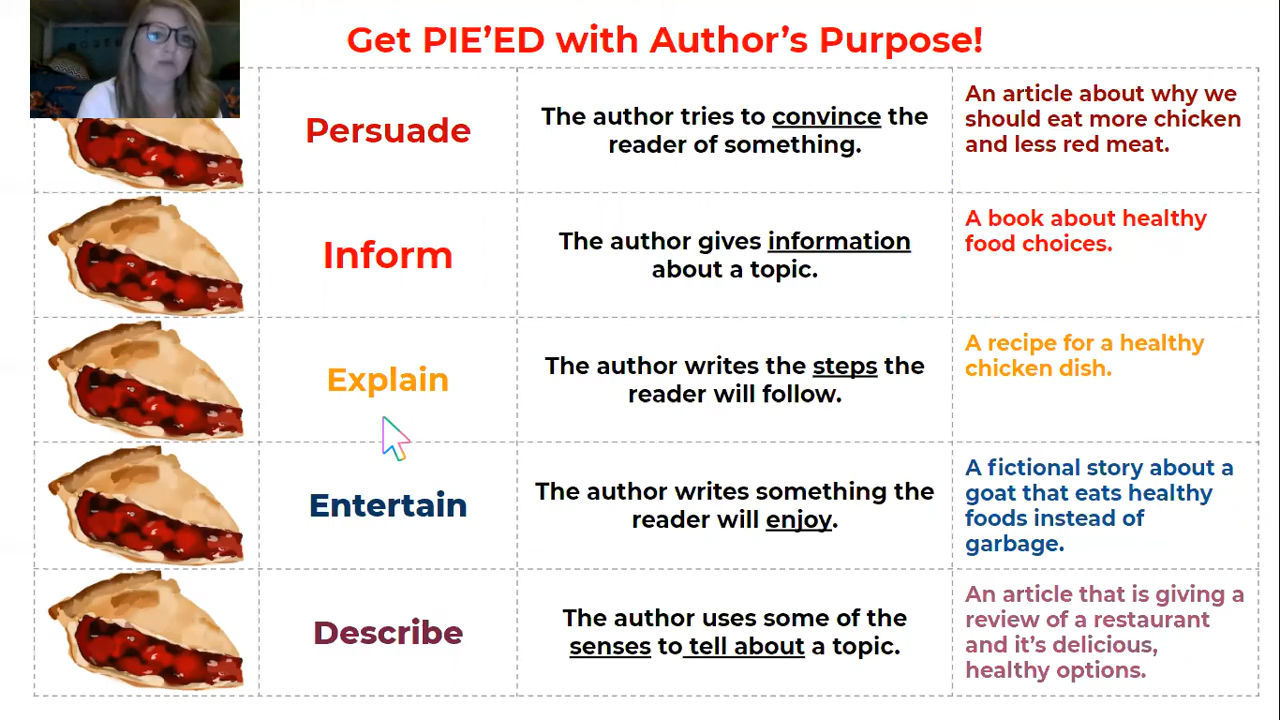 Get PIE'ED with Author's Purpose!
Persuade
The author tries to convince the
reader of something.
An article about why we
should eat more chicken
and less red meat.
Inform
The author gives information
about a topic.
A book about healthy
food choices.
Explain
The author writes the steps the
reader will follow.
A recipe for a healthy
chicken dish.
Entertain
The author writes something the
reader will enjoy.
A fictional story about a
goat that eats healthy
foods instead of
garbage.
Describe
The author uses some of the
senses to tell about a topic.
An article that is giving a
review of a restaurant
and it's delicious,
healthy options.